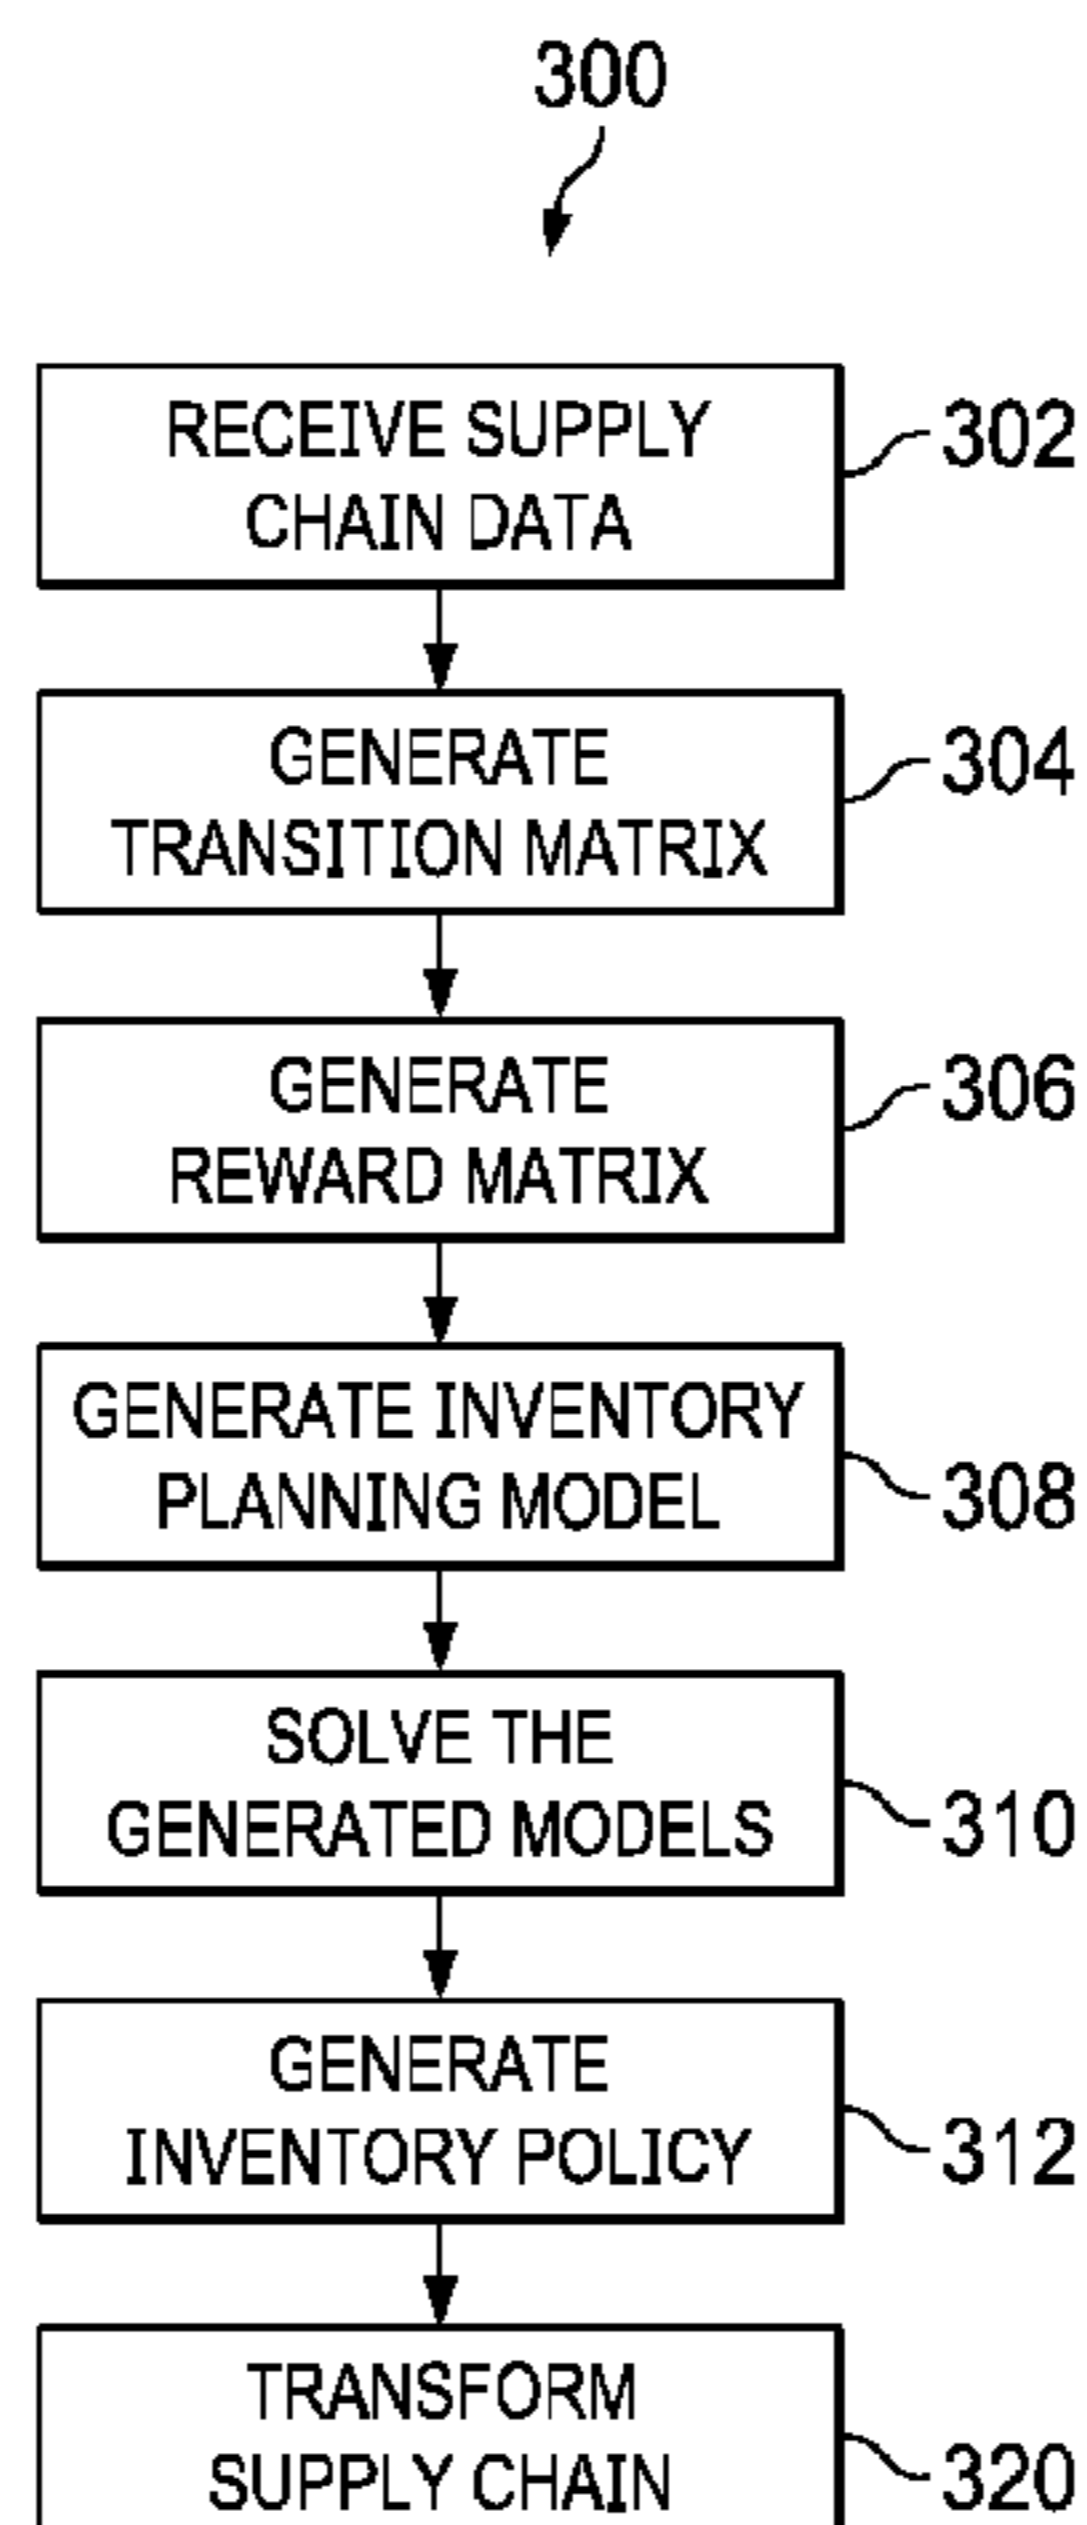 300
RECEIVE SUPPLY
CHAIN DATA
302
GENERATE
TRANSITION MATRIX
304
GENERATE
REWARD MATRIX
306
GENERATE INVENTORY
PLANNING MODEL
308
SOLVE THE
GENERATED MODELS
310
GENERATE
INVENTORY POLICY
312
TRANSFORM
SUPPLY CHAIN
320